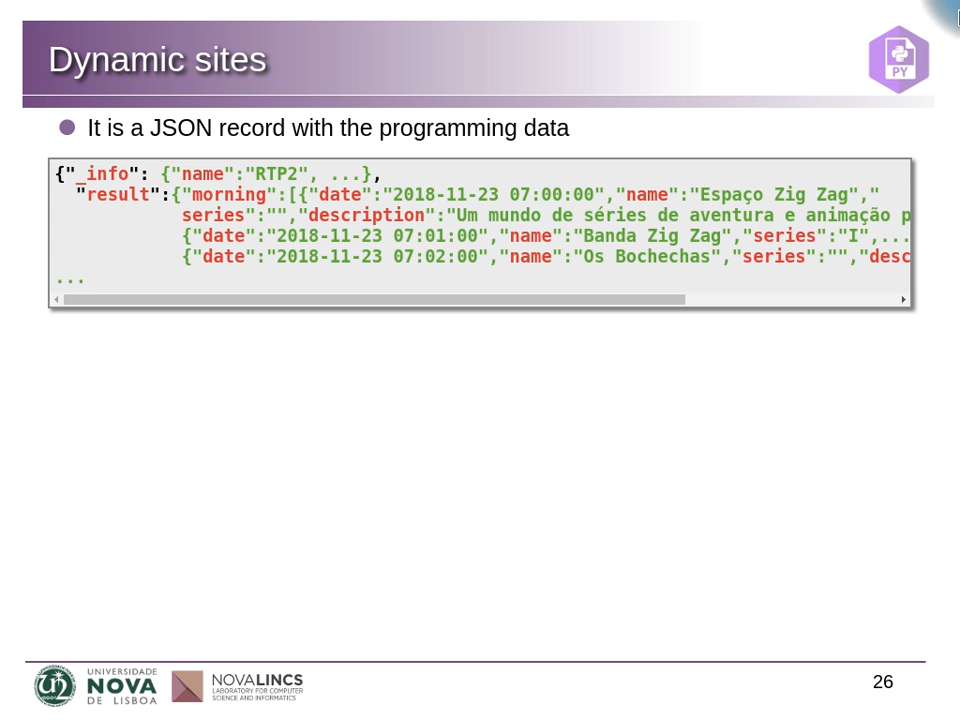 Dynamic sites
PY
It is a JSON record with the programming data
{"_info": {"name":"RTP2", ...},
"result":{"morning":[{"date":"2018-11-23 07:00:00","name":"Espaço Zig Zag","
series":"","description":"Um mundo de séries de aventura e animação p
{"date":"2018-11-23 07:01:00","name":"Banda Zig Zag","series":"I",...
{"date":"2018-11-23 07:02:00","name":"Os Bochechas","series":"","desc
...
UNIVERSIDADE
NOVA
DE LISBOA
NOVALINCS
LABORATORY FOR COMPUTER
SCIENCE AND INFORMATICS
26